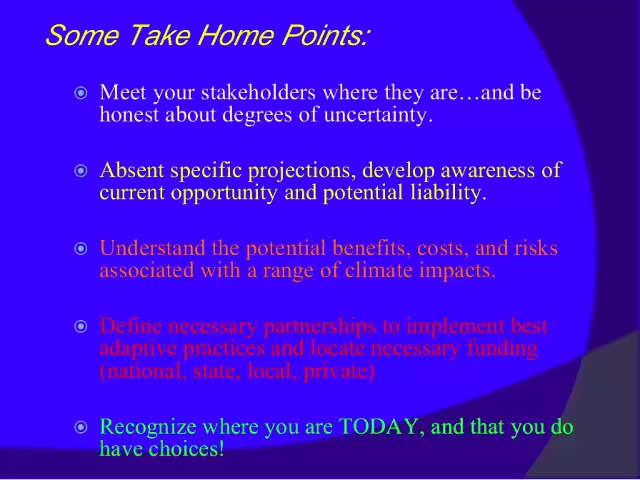 Some Take Home Points:
Meet your stakeholders where they are…and be
honest about degrees of uncertainty.
Absent specific projections, develop awareness of
current opportunity and potential liability.
Understand the potential benefits, costs, and risks
associated with a range of climate impacts.
Define necessary partnerships to implement best
adaptive practices and locate necessary funding
(national, state, local, private)
Recognize where you are TODAY, and that you do
have choices!